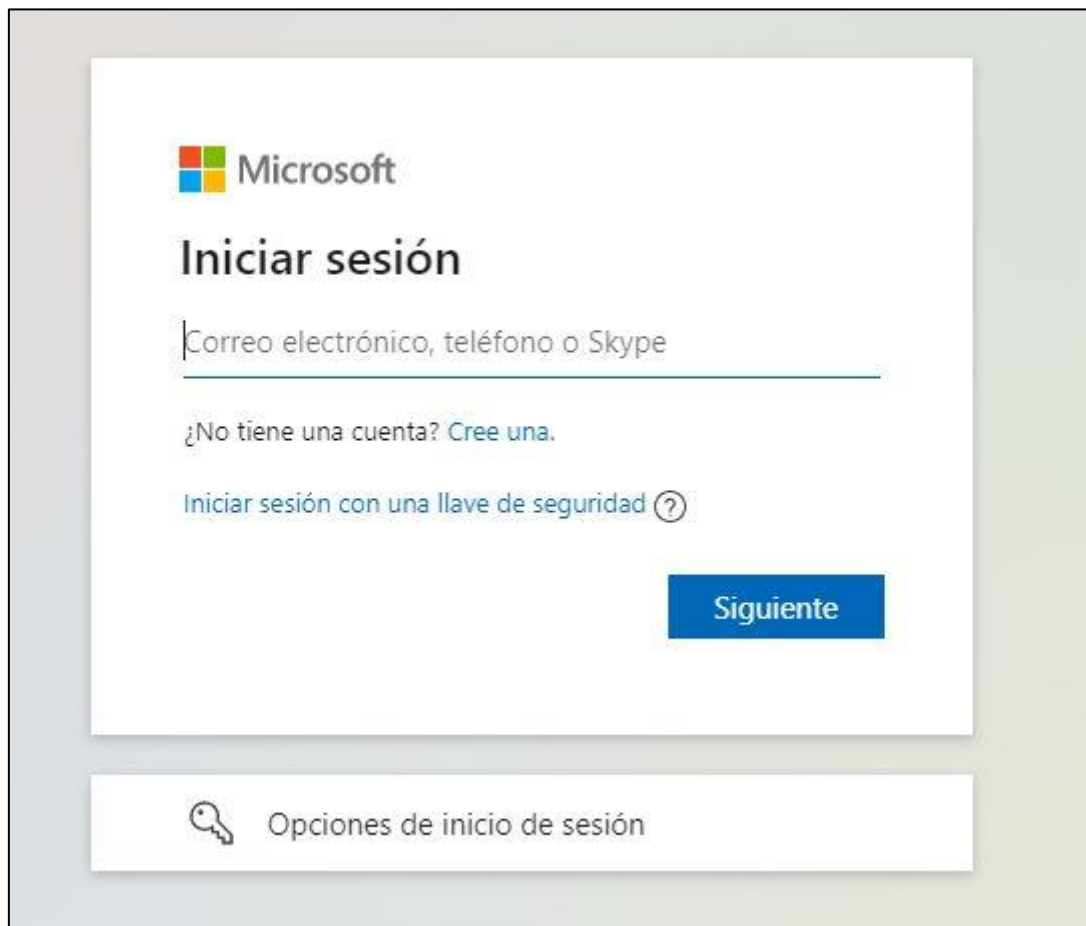 Microsoft
Iniciar sesión
Correo electrónico, teléfono o Skype
¿No tiene una cuenta? Cree una.
Iniciar sesión con una llave de seguridad ?
Siguiente
Opciones de inicio de sesión